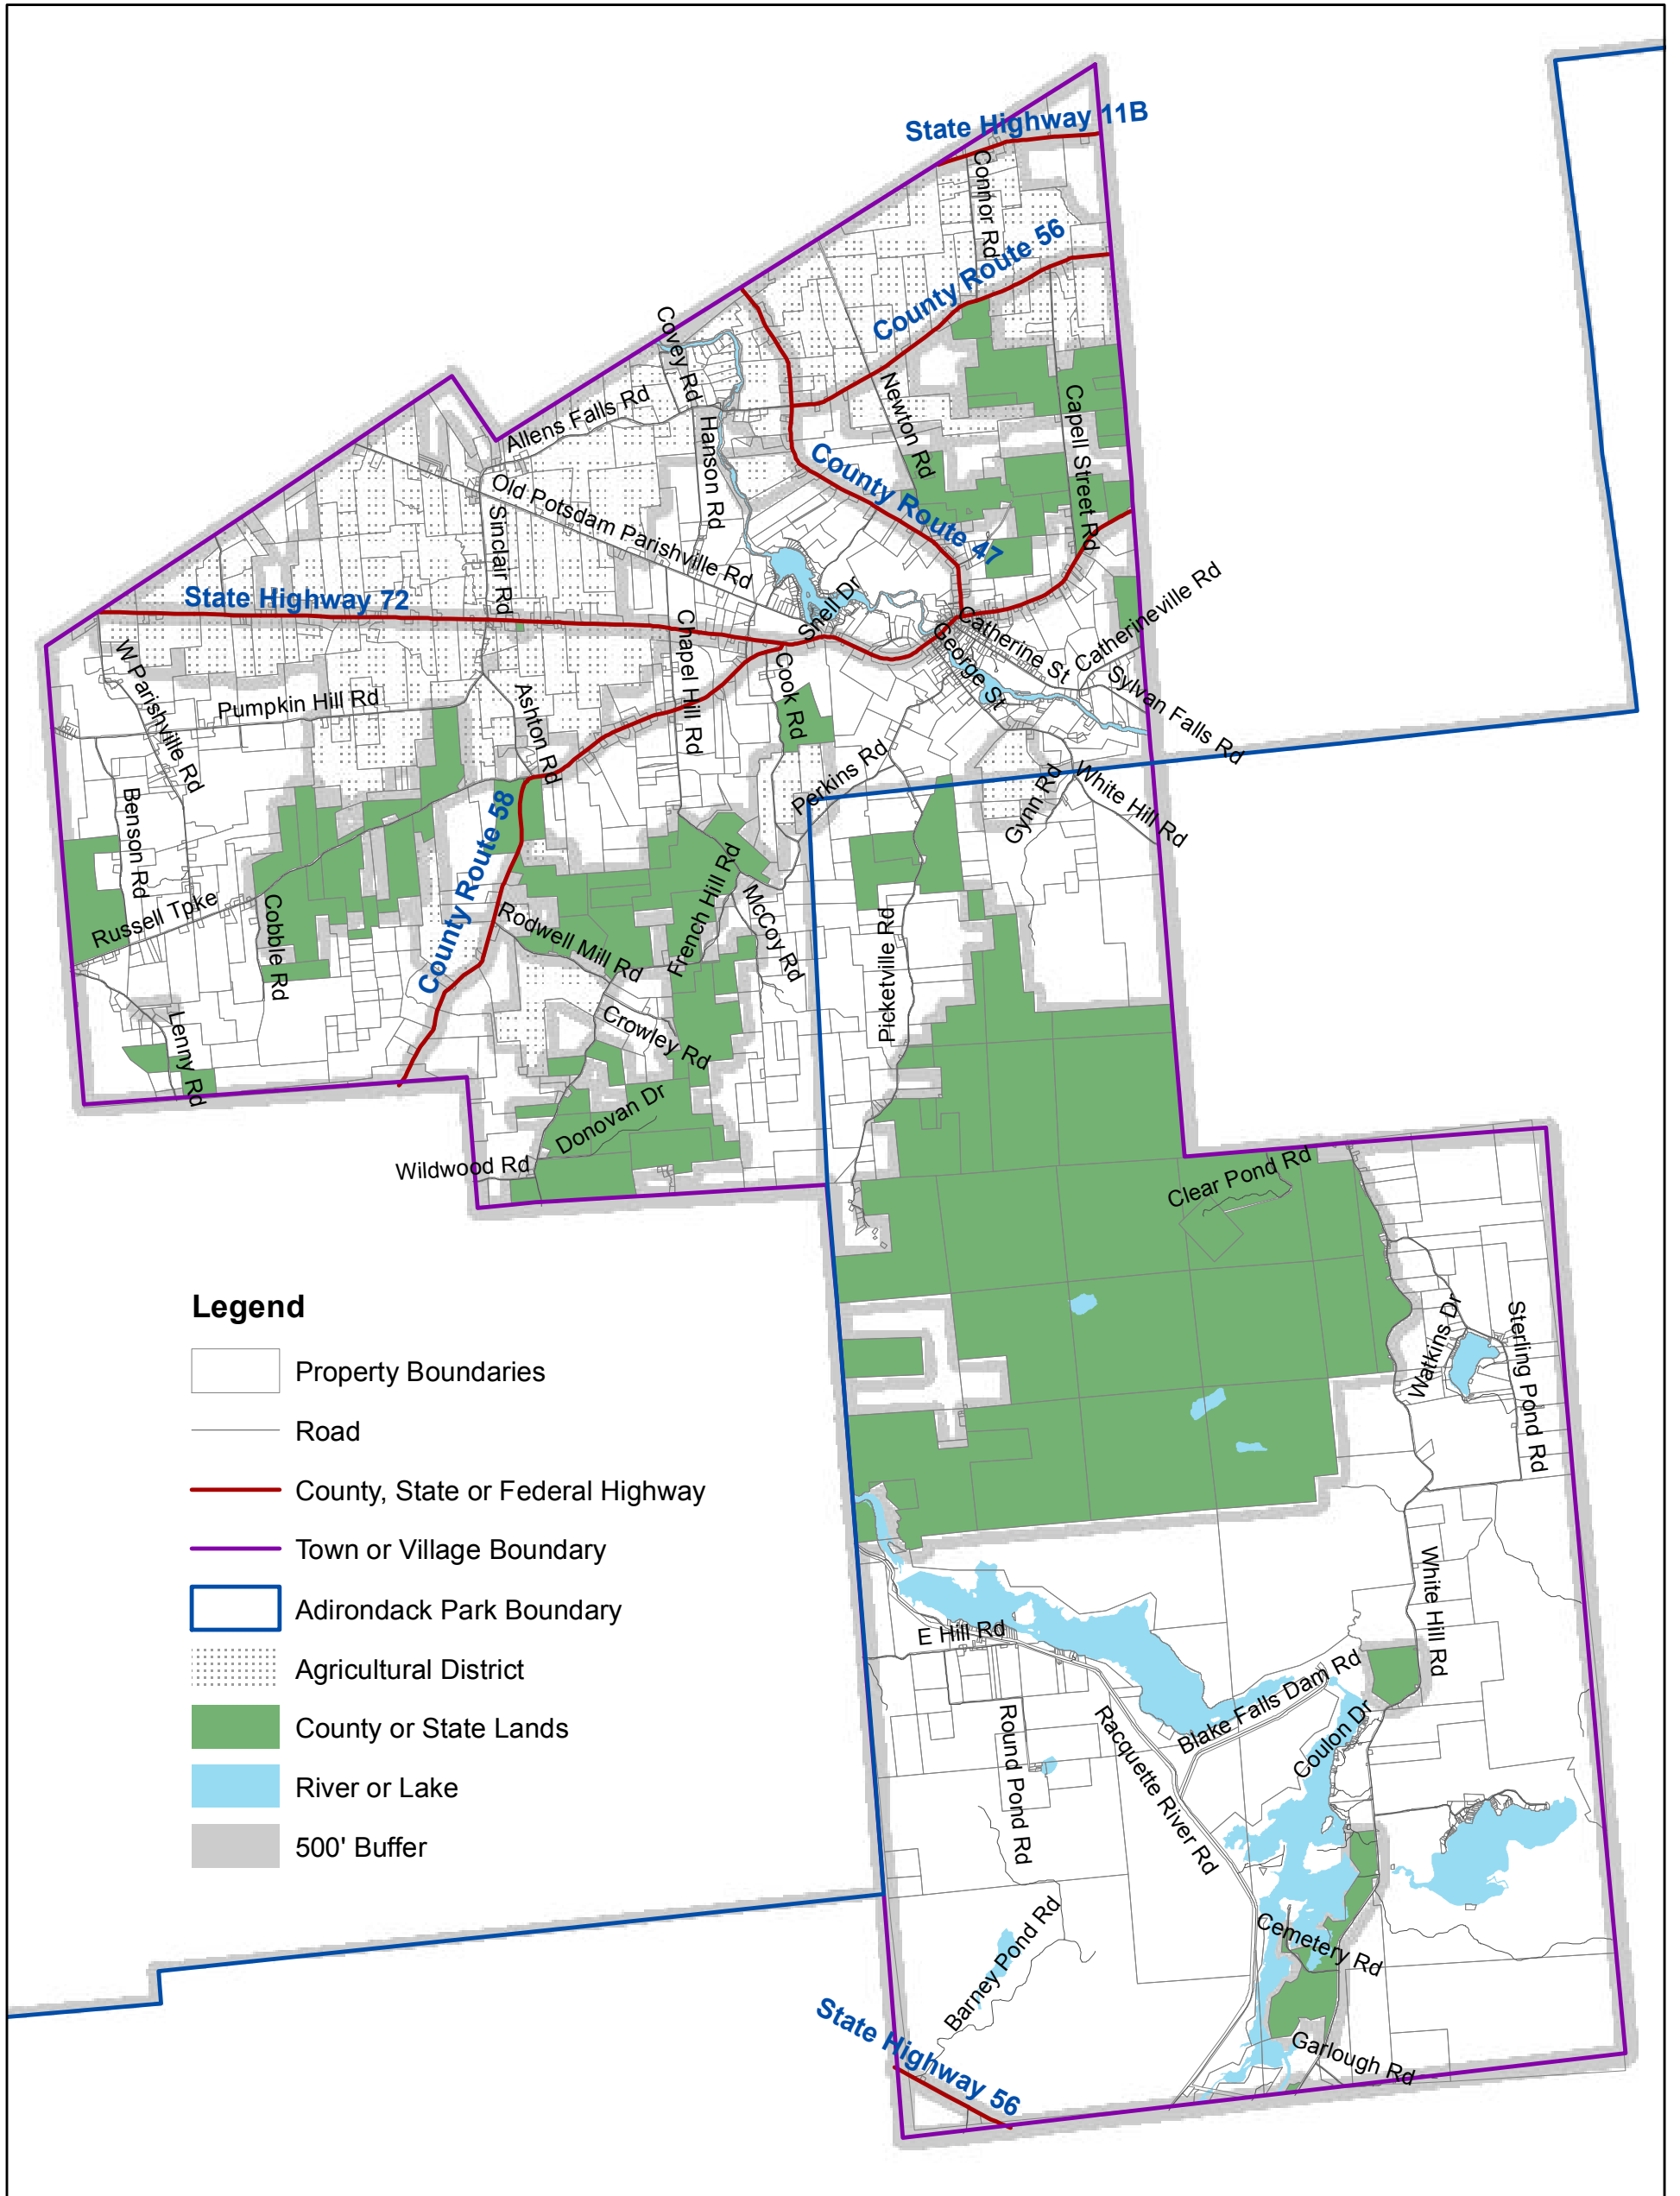 State Highway 11B
Connor Rd
County Route 56
Covey Rd
Newton Rd
Capell Street Rd
Allens Falls Rd
Hanson Rd
County Route 47
Old Potsdam Parishville Rd
Sinclair Rd
State Highway 72
Snell Dr
Catherineville Rd
Catherine St
George St
Sylvan Falls Rd
Chapel Hill Rd
Cook Rd
W Parishville Rd
Pumpkin Hill Rd
Ashton Rd
Perkins Rd
White Hill Rd
Gynn Rd
Benson Rd
County Route 58
Russell Tpke
Cobble Rd
Rodwell Mill Rd
French Hill Rd
McCoy Rd
Picketville Rd
Lenny Rd
Crowley Rd
Donovan Dr
Wildwood Rd
Clear Pond Rd
Watkins Dr
Sterling Pond Rd
Legend
Property Boundaries
Road
County, State or Federal Highway
Town or Village Boundary
Adirondack Park Boundary
Agricultural District
County or State Lands
River or Lake
500' Buffer
White Hill Rd
E Hill Rd
Blake Falls Dam Rd
Round Pond Rd
Racquette River Rd
Coulon Dr
Cemetery Rd
Barney Pond Rd
State Highway 56
Garlough Rd